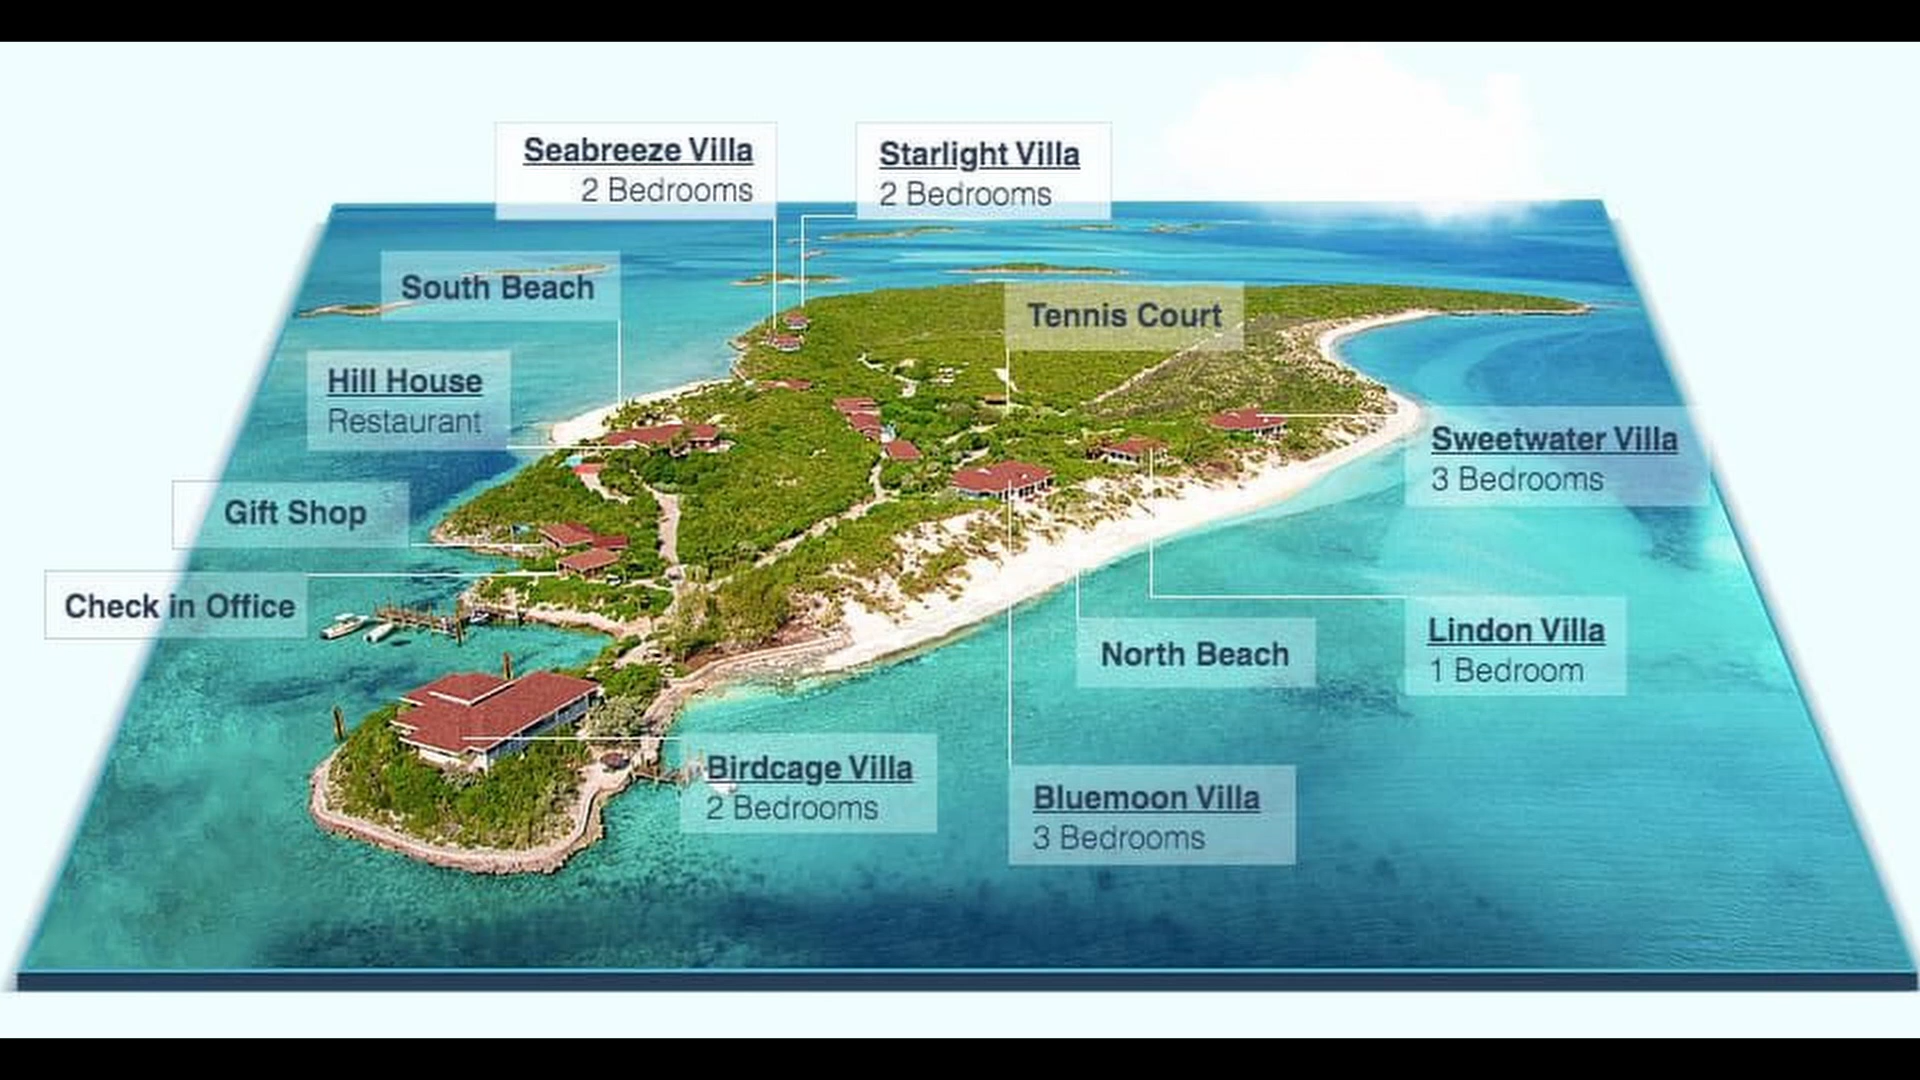 Seabreeze Villa
2 Bedrooms
Starlight Villa
2 Bedrooms
South Beach
Tennis Court
Hill House
Restaurant
Sweetwater Villa
3 Bedrooms
Gift Shop
Check in Office
Lindon Villa
1 Bedroom
North Beach
Birdcage Villa
2 Bedrooms
Bluemoon Villa
3 Bedrooms